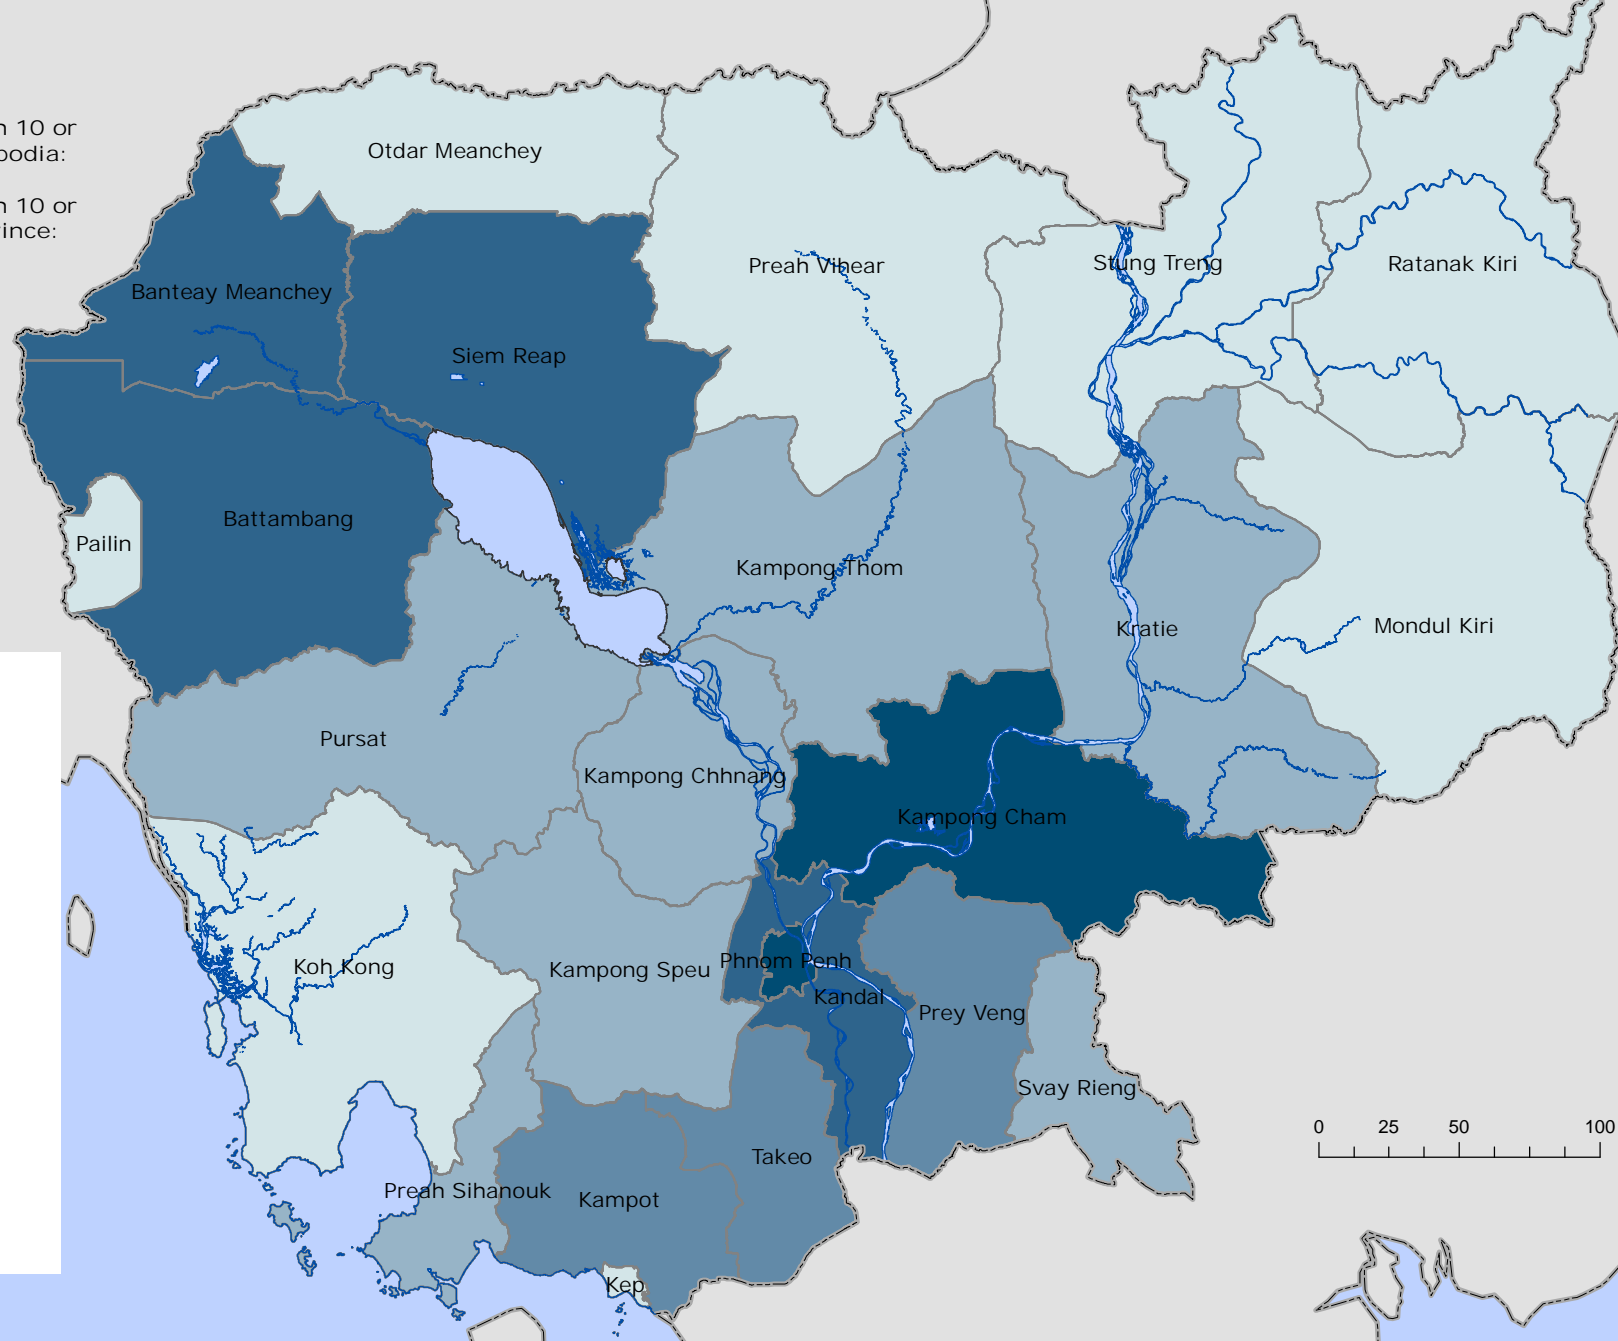 n 10 or
bodia:
n 10 or
ince:
Otdar Meanchey
Preah Vihear
Stung Treng
Ratanak Kiri
Banteay Meanchey
Siem Reap
Battambang
Pailin
Kampong Thom
Kratie
Mondul Kiri
Pursat
Kampong Chhnang
Kampong Cham
Koh Kong
Kampong Speu
Phnom Penh
Kandal
Prey Veng
Svay Rieng
0 25 50 100
Takeo
Preah Sihanouk
Kampot
Kep